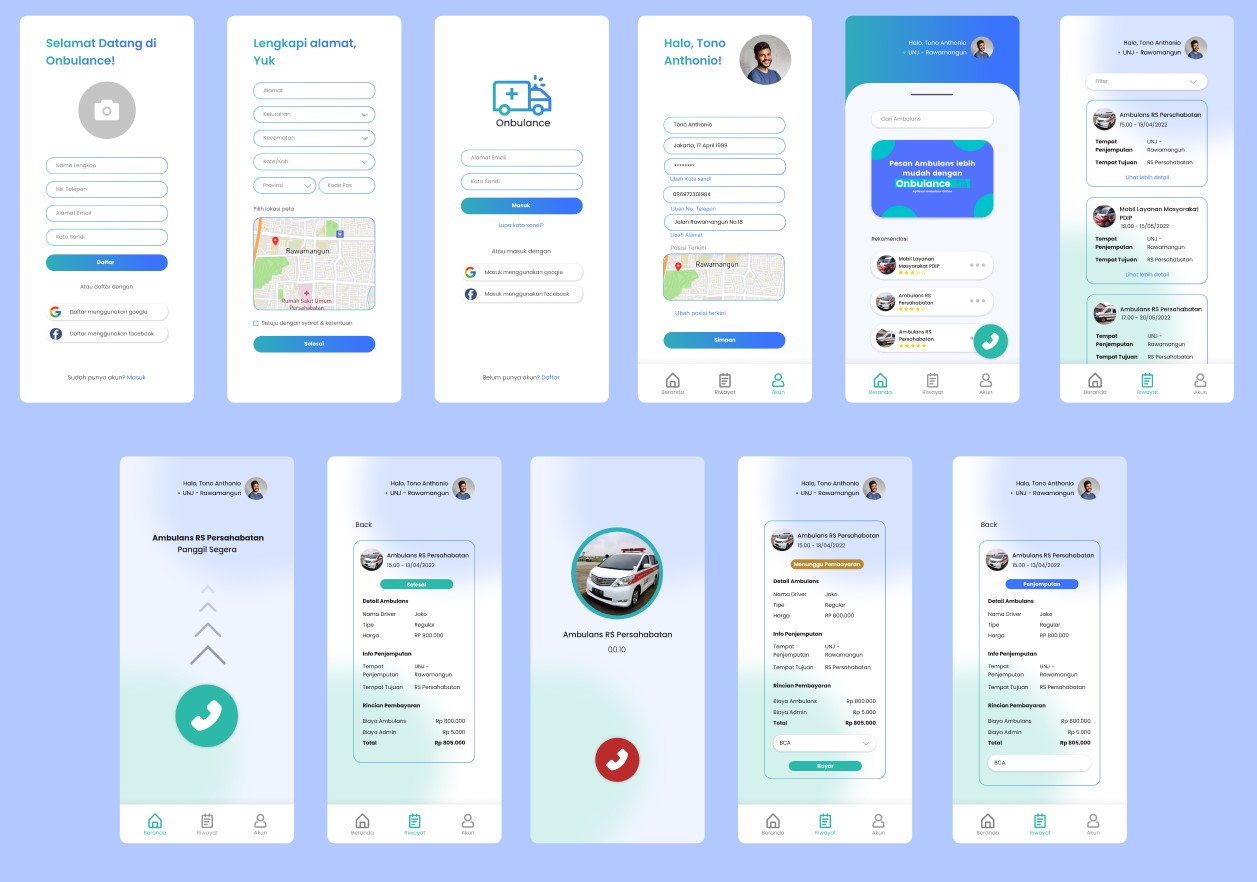 Selamat Datang di
Onbulance!
Nama Lengkap
No. Telepon
Alamat Email
Kata Sandi
Daftar
Atau daftar dengan
Daftar menggunakan google
Daftar menggunakan facebook
Sudah punya akun? Masuk
Lengkapi alamat,
Yuk
Alamat
Kelurahan
Kecamatan
Kota/Kab
Provinsi
Kode Pos
Pilih lokasi peta
Rawamangun
Rumah Sakit Umum
Persahabatan
Setuju dengan syarat & ketentuan
Selesai
Onbulance
Alamat Email
Kata Sandi
Masuk
Lupa kata sandi?
Atau masuk dengan
Masuk menggunakan google
Masuk menggunakan facebook
Belum punya akun? Daftar
Halo, Tono
Anthonio!
Tono Anthonio
Jakarta, 17 April 1999
********
Ubah Kata sandi
086972301984
Ubah No. Telepon
Jalan Rawamangun No.18
Ubah Alamat
Posisi Terkini
Rawamangun
Ubah posisi terkini
Simpan
Beranda
Riwayat
Akun
Halo, Tono Anthonio
UNJ - Rawamangun
Cari Ambulans
Pesan Ambulans lebih
mudah dengan
Onbulance
Rekomendasi
Mobil Layanan
Masyarakat PDIP
Ambulans RS
Persahabatan
Ambulans RS
Persahabatan
Beranda
Riwayat
Akun
Halo, Tono Anthonio
UNJ - Rawamangun
Filter
Ambulans RS Persahabatan
15.00 - 13/04/2022
Tempat Penjemputan
UNJ - Rawamangun
Tempat Tujuan
RS Persahabatan
Lihat lebih detail
Mobil Layanan Masyarakat
PDIP
18.00 - 15/05/2022
Tempat Penjemputan
UNJ - Rawamangun
Tempat Tujuan
RS Persahabatan
Lihat lebih detail
Ambulans RS Persahabatan
17.00 - 20/05/2022
Tempat Penjemputan
UNJ - Rawamangun
Tempat Tujuan
RS Persahabatan
Beranda
Riwayat
Akun
Halo, Tono Anthonio
UNJ - Rawamangun
Ambulans RS Persahabatan
Panggil Segera
Beranda
Riwayat
Akun
Halo, Tono Anthonio
UNJ - Rawamangun
Back
Ambulans RS Persahabatan
15.00 - 13/04/2022
Selesai
Detail Ambulans
Nama Driver Joko
Tipe Regular
Harga RP 800.000
Info Penjemputan
Tempat Penjemputan
UNJ - Rawamangun
Tempat Tujuan RS Persahabatan
Rincian Pembayaran
Biaya Ambulans Rp 800.000
Biaya Admin Rp 5.000
Total Rp 805.000
Beranda
Riwayat
Akun
Ambulans RS Persahabatan
00.10
Halo, Tono Anthonio
UNJ - Rawamangun
Ambulans RS Persahabatan
15.00 - 13/04/2022
Menunggu Pembayaran
Detail Ambulans
Nama Driver Joko
Tipe Regular
Harga RP 800.000
Info Penjemputan
Tempat Penjemputan
UNJ - Rawamangun
Tempat Tujuan RS Persahabatan
Rincian Pembayaran
Biaya Ambulans Rp 800.000
Biaya Admin Rp 5.000
Total Rp 805.000
BCA
Bayar
Beranda
Riwayat
Akun
Halo, Tono Anthonio
UNJ - Rawamangun
Back
Ambulans RS Persahabatan
15.00 - 13/04/2022
Penjemputan
Detail Ambulans
Nama Driver Joko
Tipe Regular
Harga RP 800.000
Info Penjemputan
Tempat Penjemputan
UNJ - Rawamangun
Tempat Tujuan RS Persahabatan
Rincian Pembayaran
Biaya Ambulans Rp 800.000
Biaya Admin Rp 5.000
Total Rp 805.000
BCA
Beranda
Riwayat
Akun